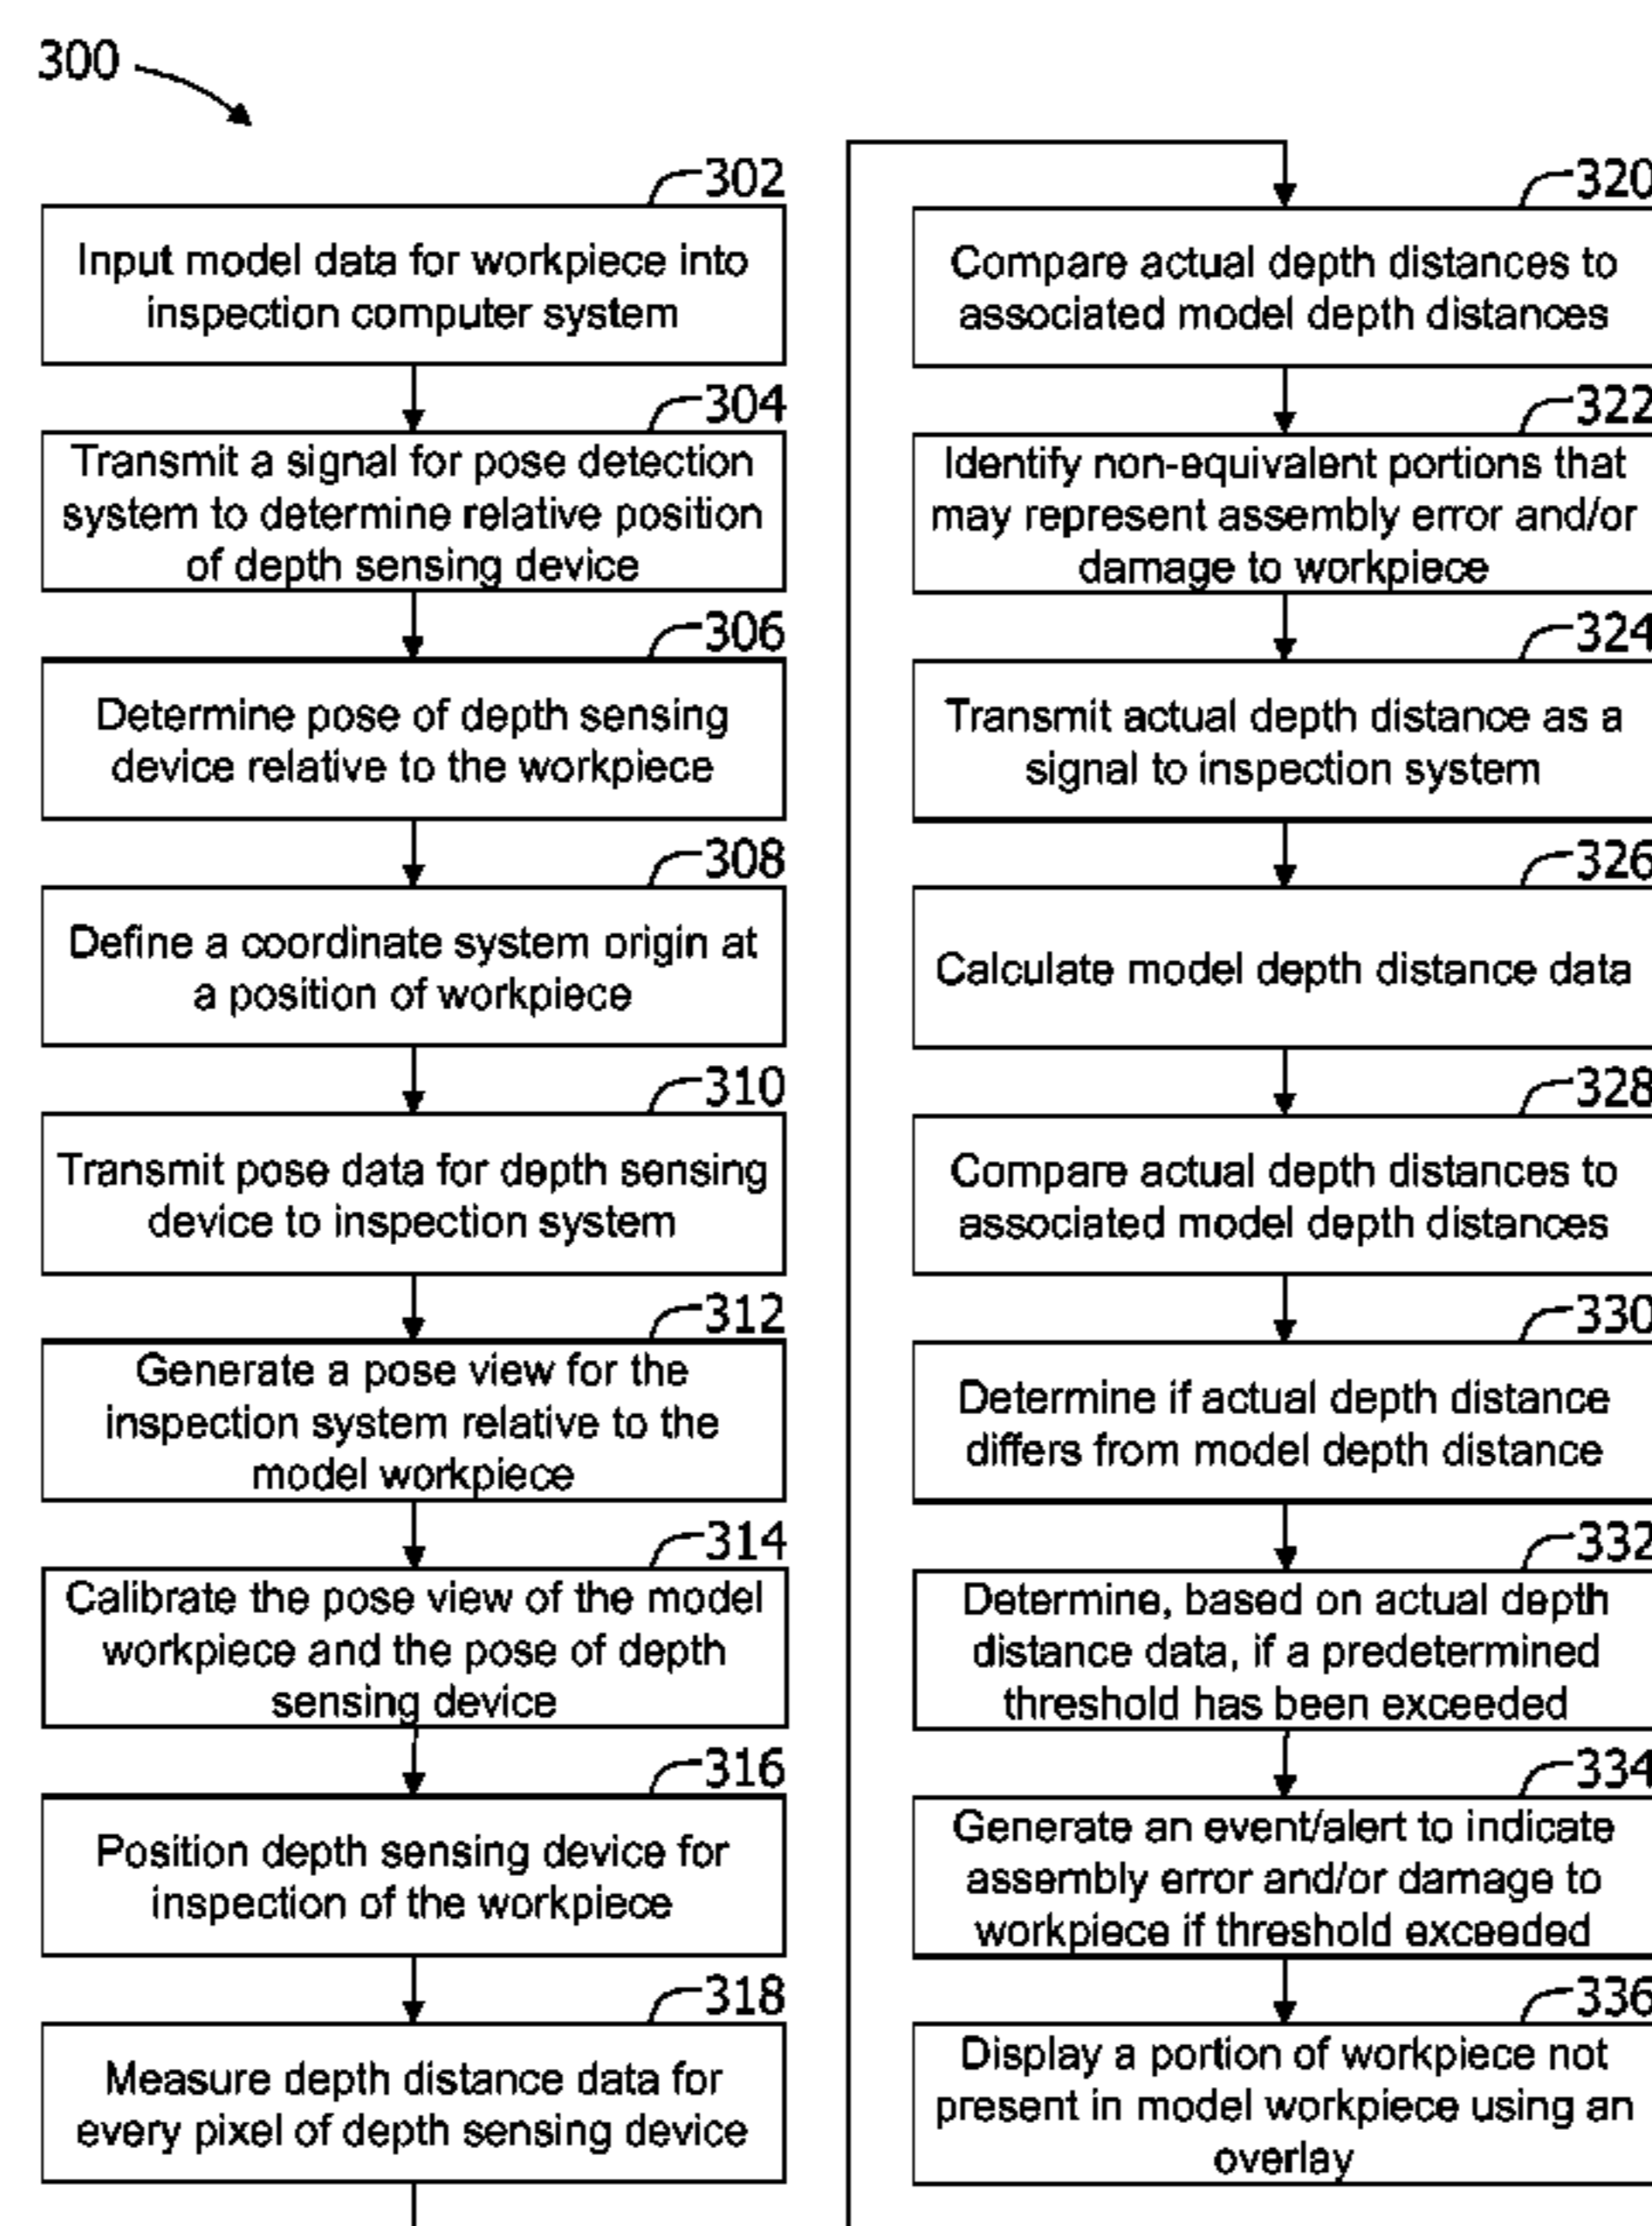 300
302
Input model data for workpiece into
inspection computer system
304
Transmit a signal for pose detection
system to determine relative position
of depth sensing device
306
Determine pose of depth sensing
device relative to the workpiece
308
Define a coordinate system origin at
a position of workpiece
310
Transmit pose data for depth sensing
device to inspection system
312
Generate a pose view for the
inspection system relative to the
model workpiece
314
Calibrate the pose view of the model
workpiece and the pose of depth
sensing device
316
Position depth sensing device for
inspection of the workpiece
318
Measure depth distance data for
every pixel of depth sensing device
320
Compare actual depth distances to
associated model depth distances
322
Identify non-equivalent portions that
may represent assembly error and/or
damage to workpiece
324
Transmit actual depth distance as a
signal to inspection system
326
Calculate model depth distance data
328
Compare actual depth distances to
associated model depth distances
330
Determine if actual depth distance
differs from model depth distance
332
Determine, based on actual depth
distance data, if a predetermined
threshold has been exceeded
334
Generate an event/alert to indicate
assembly error and/or damage to
workpiece if threshold exceeded
336
Display a portion of workpiece not
present in model workpiece using an
overlay